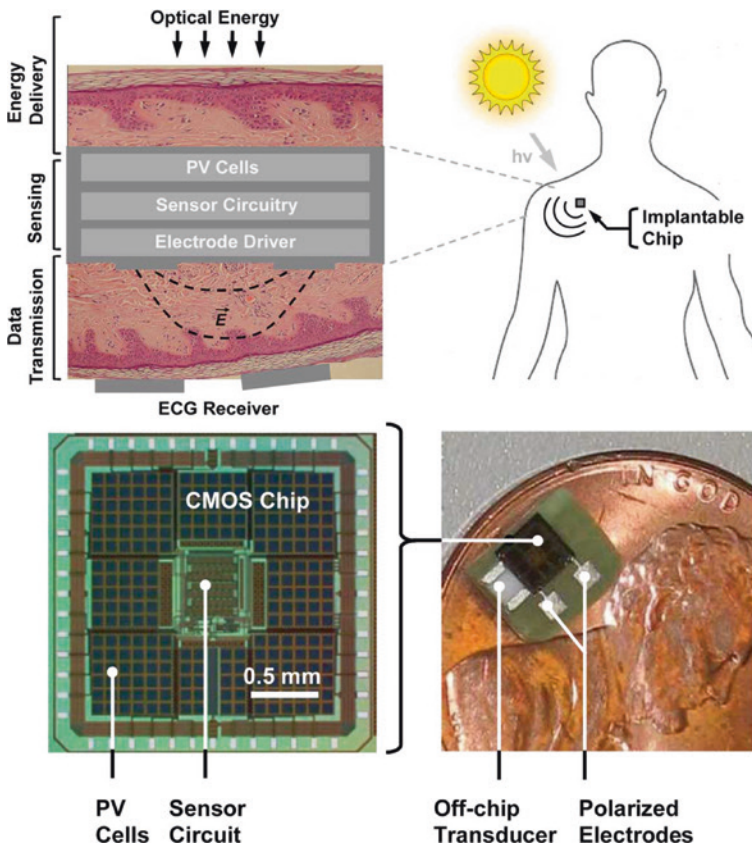 Optical Energy
Energy
Delivery
Sensing
Data
Transmission
PV Cells
Sensor Circuitry
Electrode Driver
E
ECG Receiver
hν
Implantable
Chip
CMOS Chip
0.5 mm
IN GOD
PV
Cells
Sensor
Circuit
Off-chip
Transducer
Polarized
Electrodes